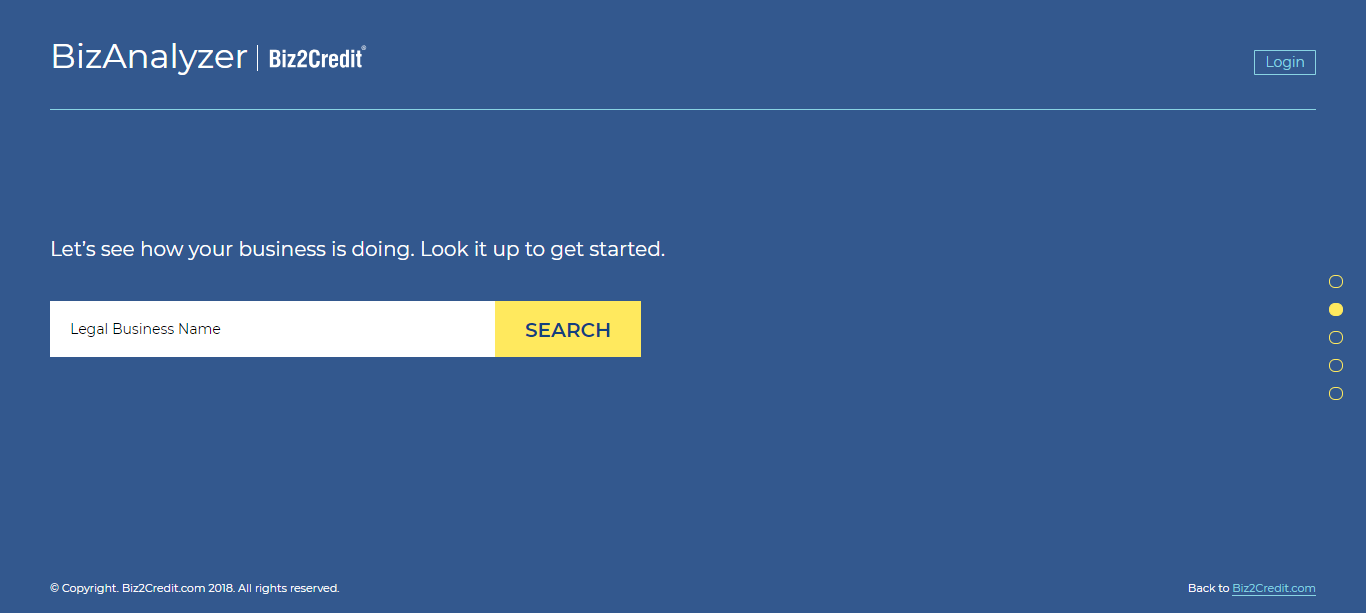 BizAnalyzer | Biz2Credit®
Login
Let's see how your business is doing. Look it up to get started.
Legal Business Name
SEARCH
© Copyright. Biz2Credit.com 2018. All rights reserved.
Back to Biz2Credit.com